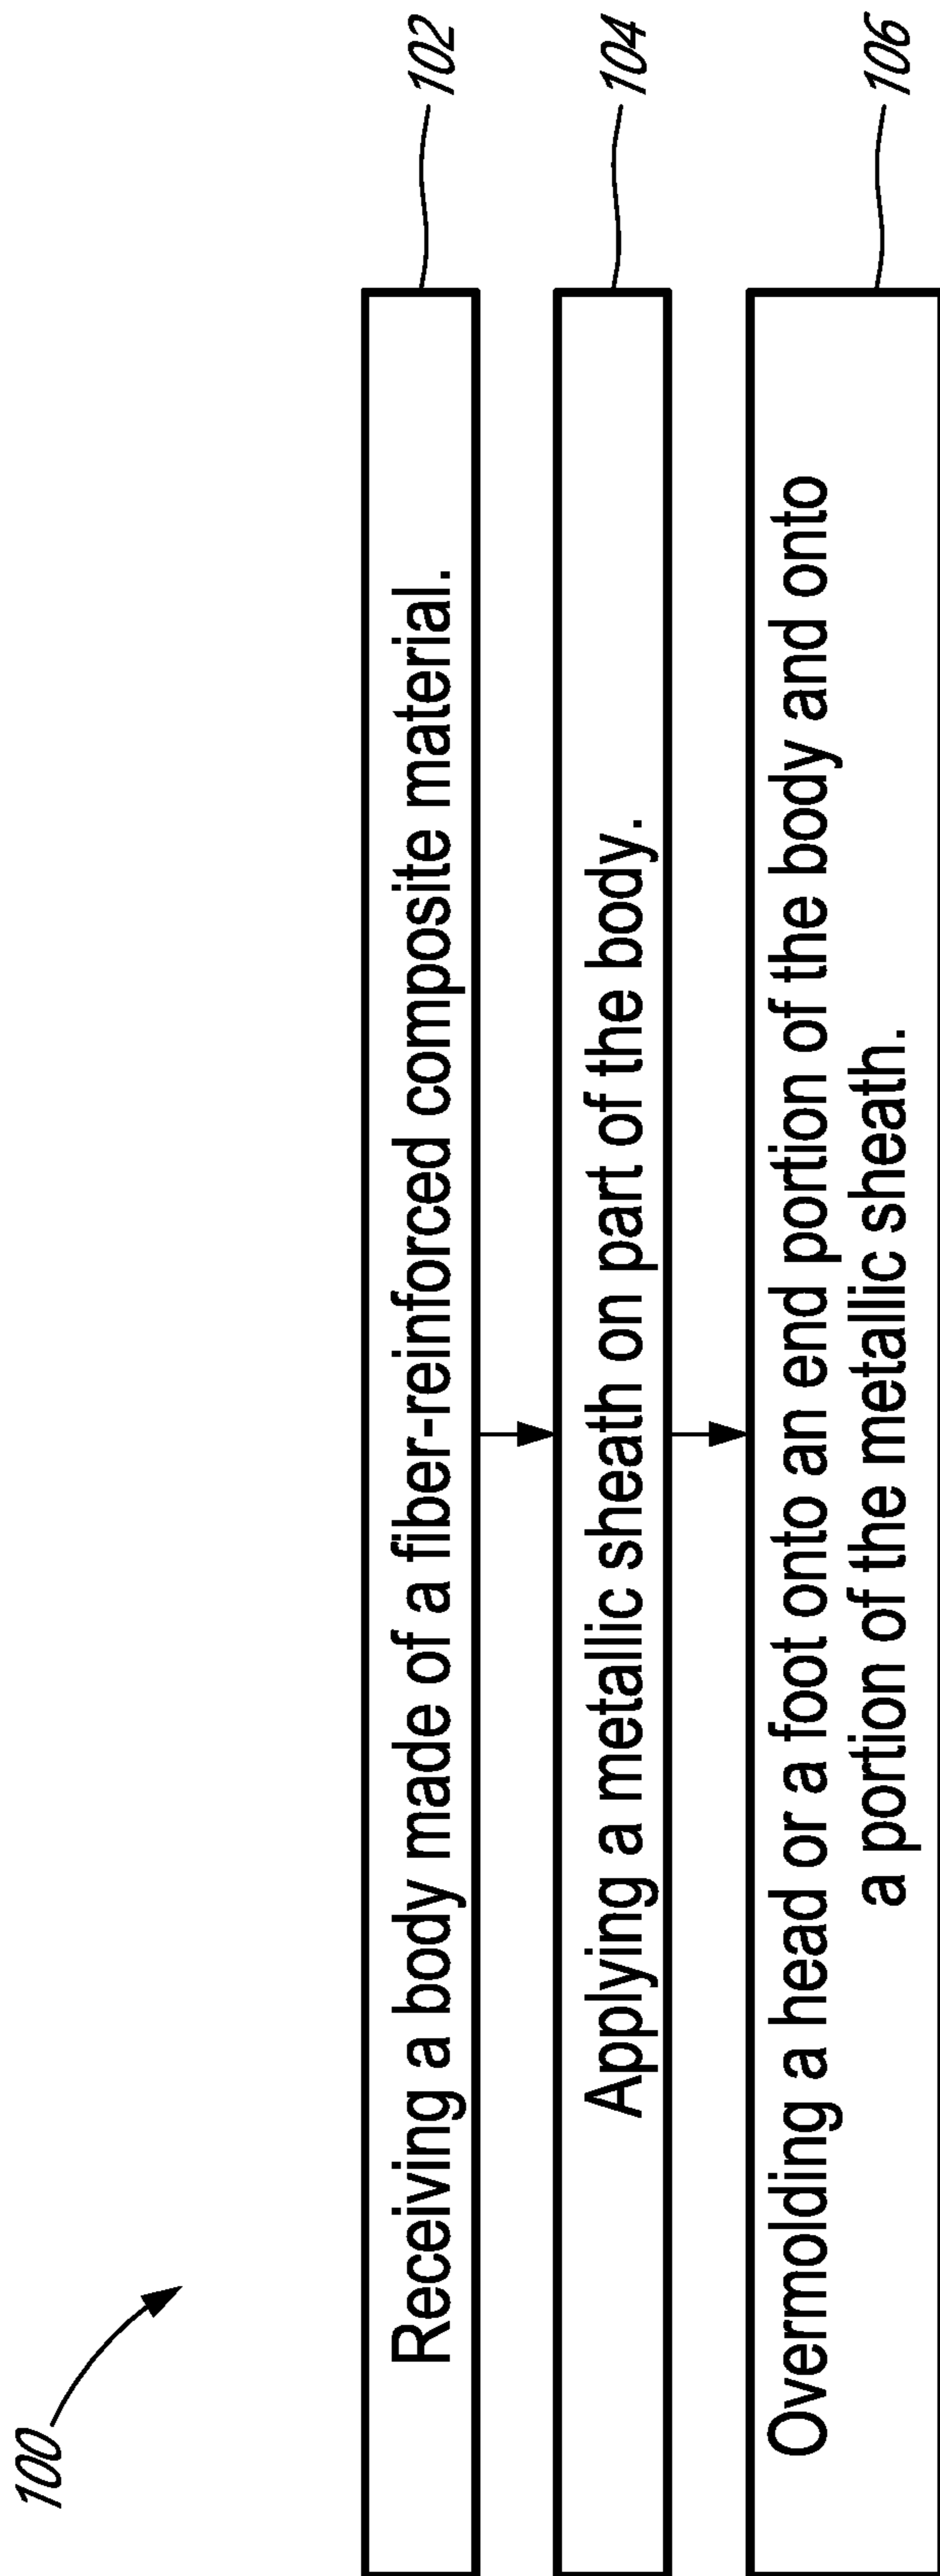 100
Receiving a body made of a fiber-reinforced composite material.
102
Applying a metallic sheath on part of the body.
104
Overmolding a head or a foot onto an end portion of the body and onto
a portion of the metallic sheath.
106